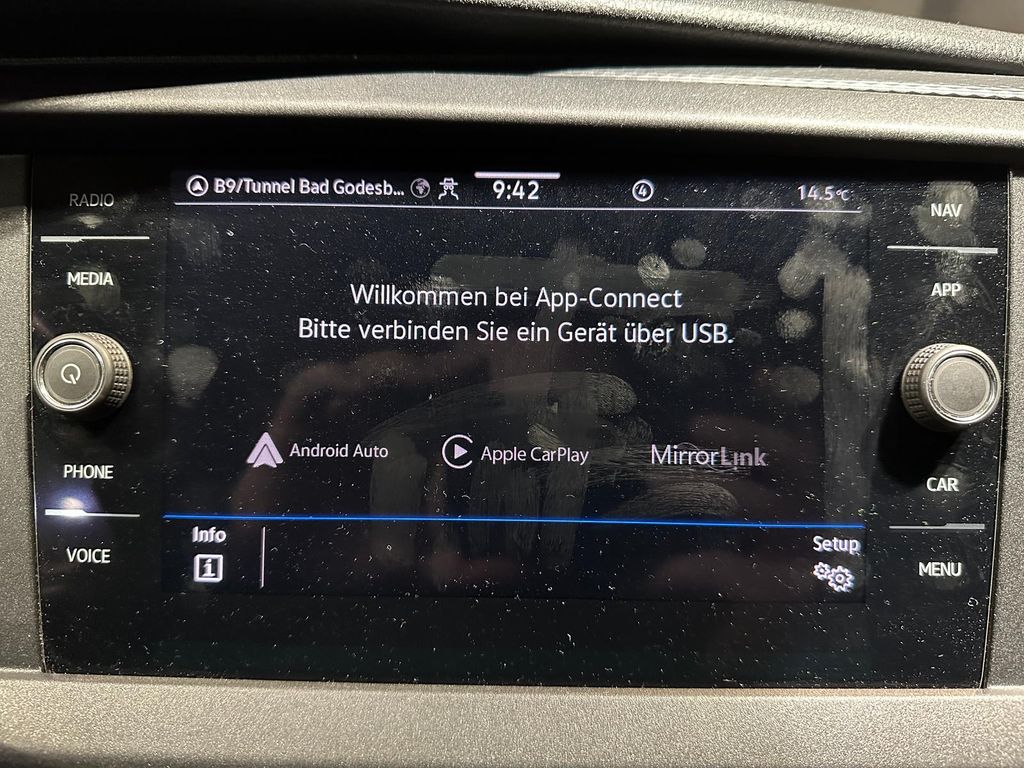 RADIO
MEDIA
PHONE
VOICE
B9/Tunnel Bad Godesb...
9:42
4
14.5°C
Willkommen bei App-Connect
Bitte verbinden Sie ein Gerät über USB.
Android Auto
Apple CarPlay
MirrorLink
Info
i
Setup
NAV
APP
CAR
MENU